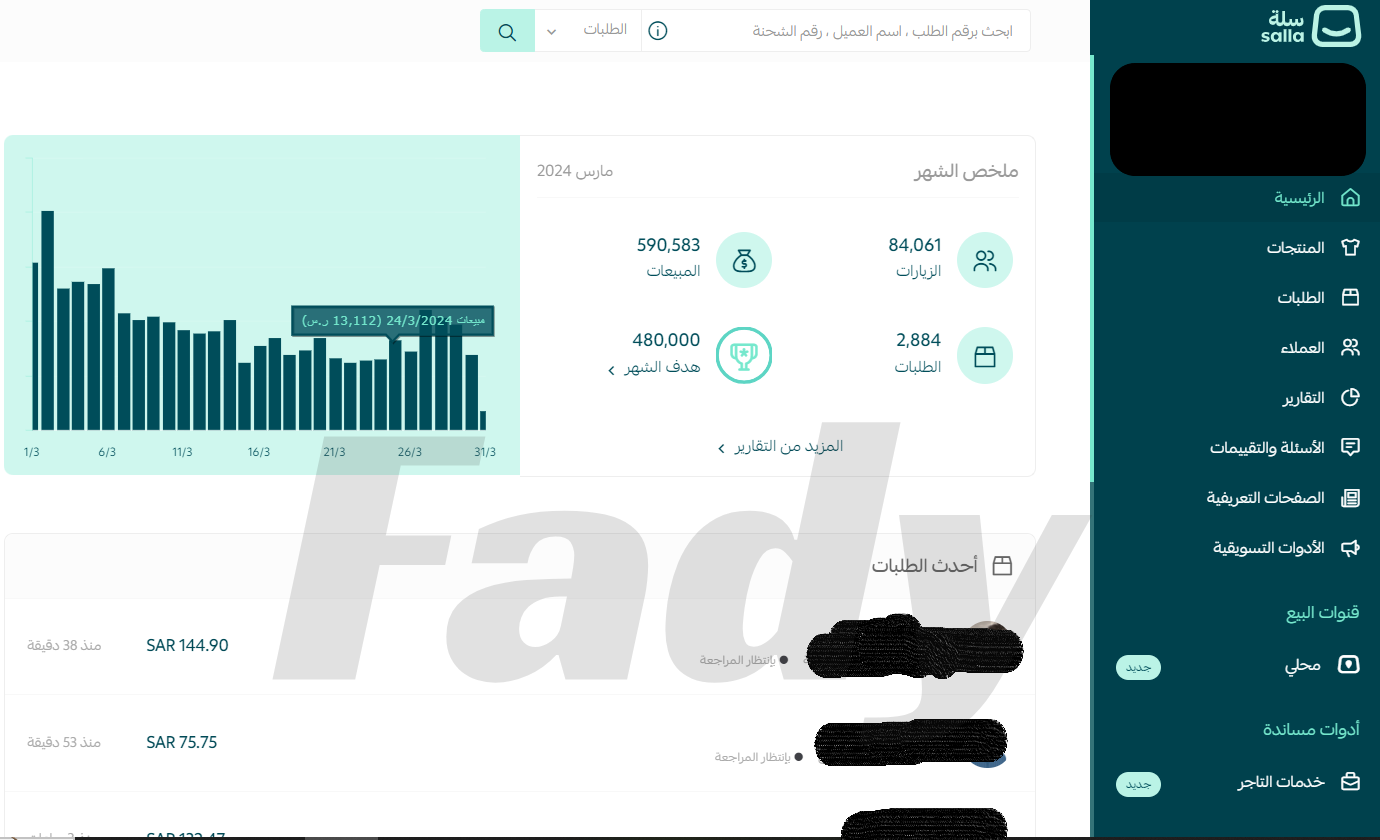 سلة
salla
ابحث برقم الطلب ، اسم العميل ، رقم الشحنة
الطلبات
الرئيسية
المنتجات
الطلبات
العملاء
التقارير
الأسئلة والتقييمات
الصفحات التعريفية
الأدوات التسويقية
قنوات البيع
محلي
جديد
أدوات مساندة
خدمات التاجر
جديد
ملخص الشهر
مارس 2024
84,061
الزيارات
590,583
المبيعات
2,884
الطلبات
480,000
هدف الشهر
المزيد من التقارير
مبيعات 24/3/2024 (13,112 ر.س)
1/3 6/3 11/3 16/3 21/3 26/3 31/3
Fady
أحدث الطلبات
بإنتظار المراجعة
SAR 144.90
منذ 38 دقيقة
بإنتظار المراجعة
SAR 75.75
منذ 53 دقيقة